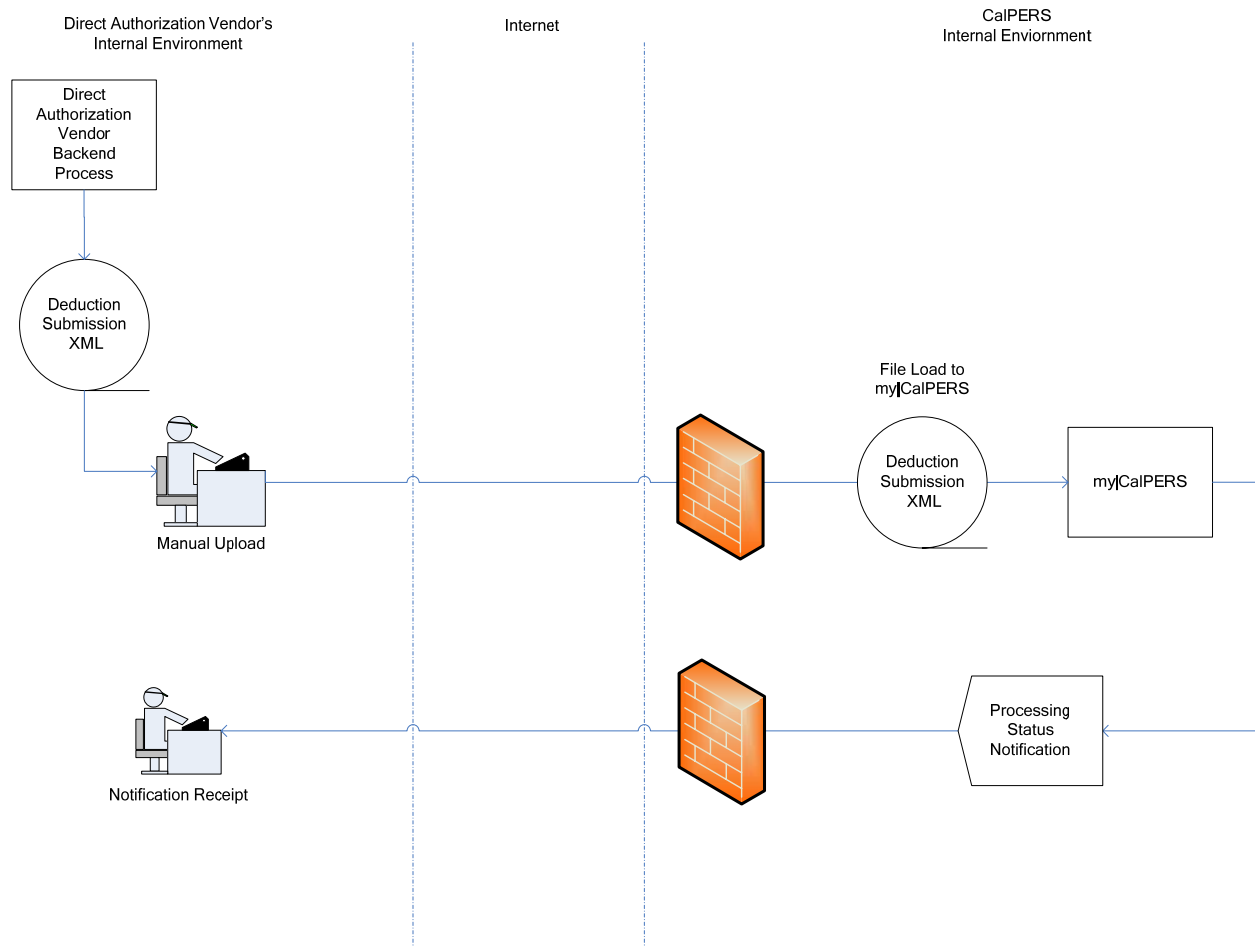 Direct Authorization Vendor's
Internal Environment
Internet
CalPERS
Internal Enviornment
Direct
Authorization
Vendor
Backend
Process
Deduction
Submission
XML
Manual Upload
File Load to
my|CalPERS
Deduction
Submission
XML
my|CalPERS
Processing
Status
Notification
Notification Receipt